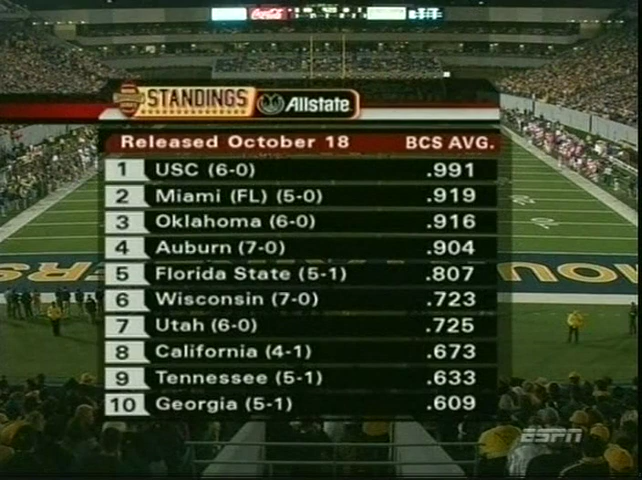 Coca-Cola
STANDINGS Allstate
Released October 18 BCS AVG.
1 USC (6-0) .991
2 Miami (FL) (5-0) .919
3 Oklahoma (6-0) .916
4 Auburn (7-0) .904
5 Florida State (5-1) .807
6 Wisconsin (7-0) .723
7 Utah (6-0) .725
8 California (4-1) .673
9 Tennessee (5-1) .633
10 Georgia (5-1) .609
ESPN